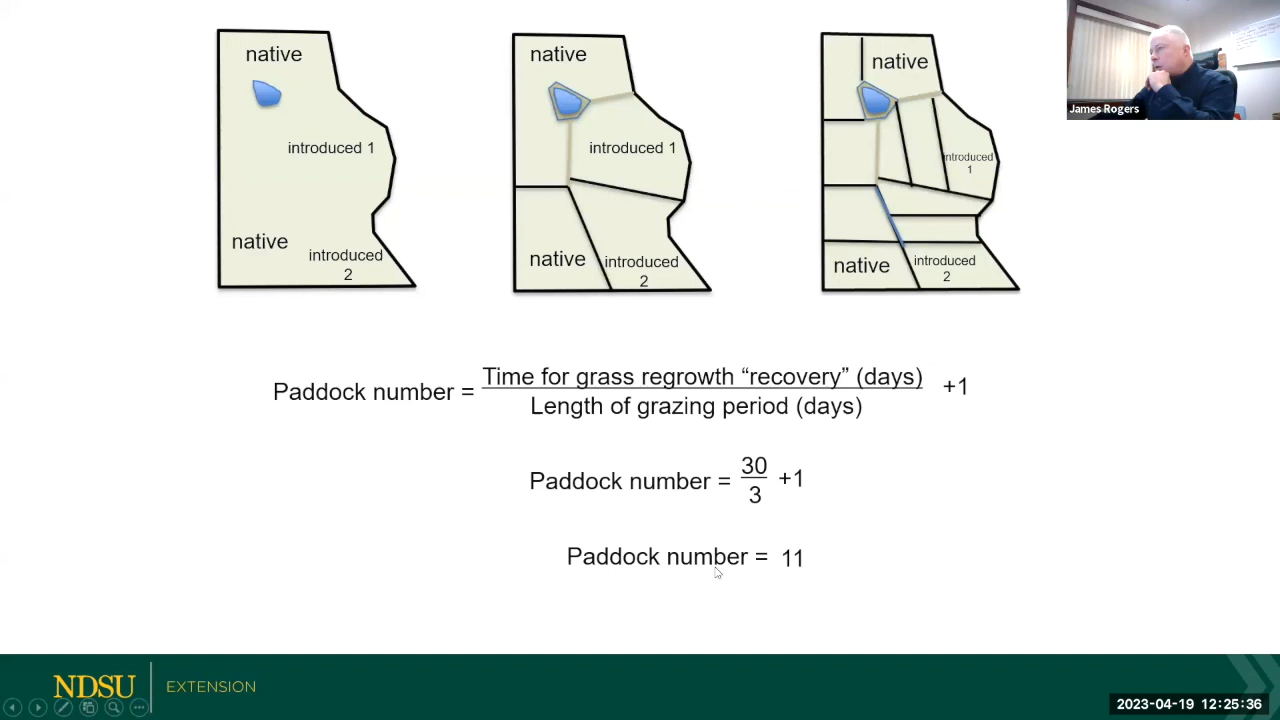 native
introduced 1
native
introduced
2
native
introduced 1
native
introduced
2
native
introduced
1
native
introduced
2
James Rogers
Paddock number = Time for grass regrowth “recovery” (days) +1
Length of grazing period (days)
Paddock number = 30 +1
3
Paddock number = 11
NDSU EXTENSION
2023-04-19 12:25:36